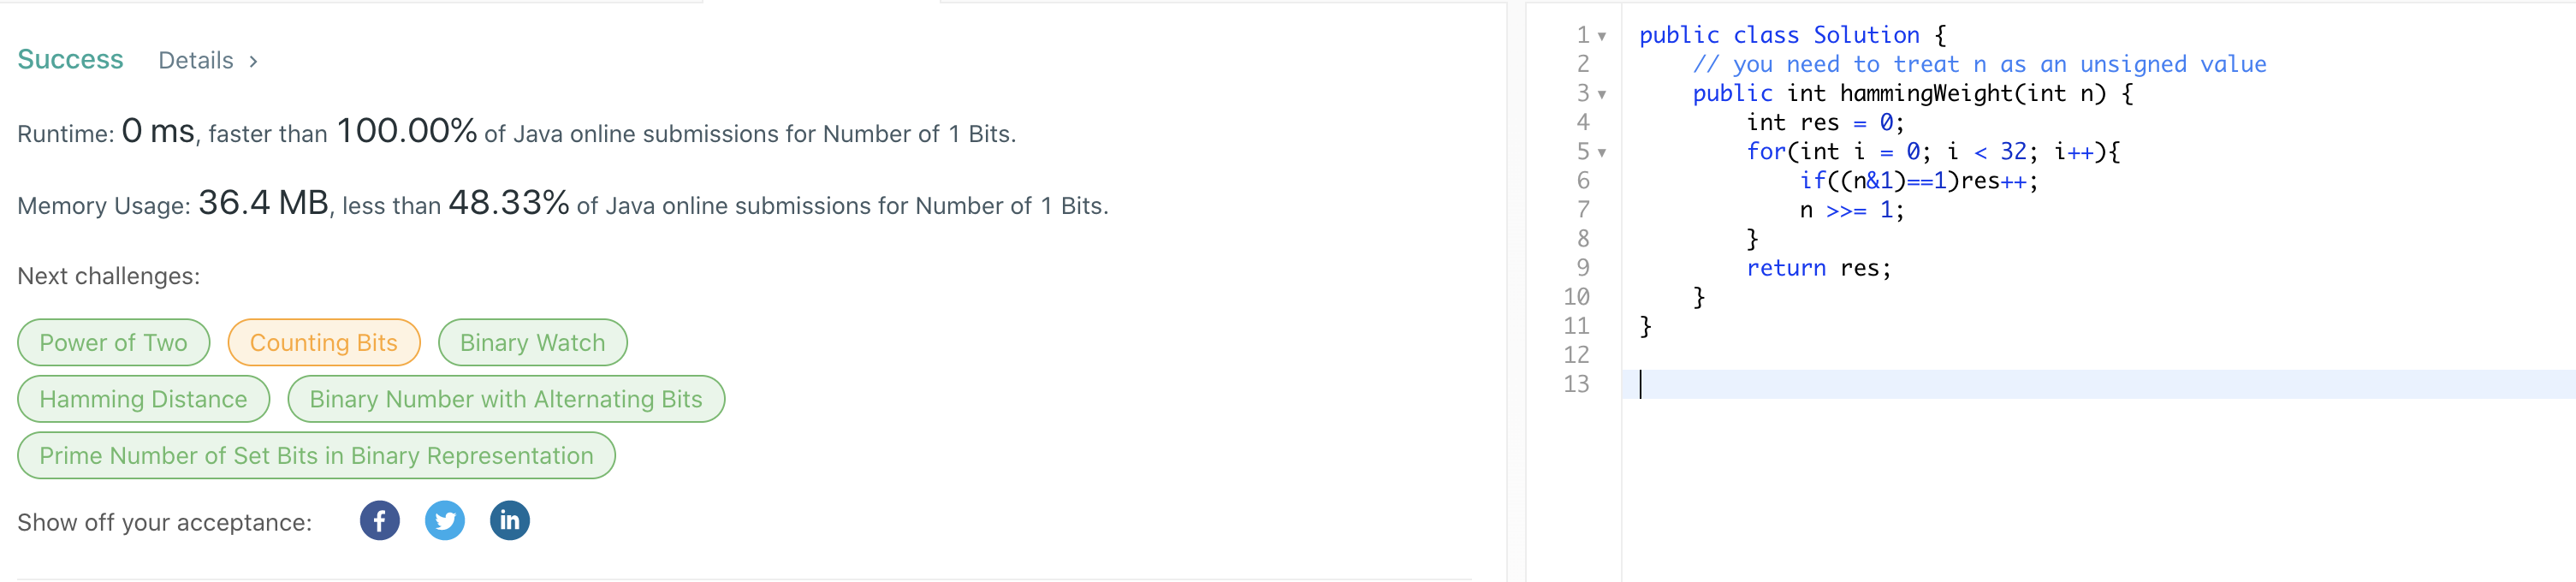 Success Details >
Runtime: 0 ms, faster than 100.00% of Java online submissions for Number of 1 Bits.
Memory Usage: 36.4 MB, less than 48.33% of Java online submissions for Number of 1 Bits.
Next challenges:
Power of Two Counting Bits Binary Watch
Hamming Distance Binary Number with Alternating Bits
Prime Number of Set Bits in Binary Representation
Show off your acceptance: f in
1 public class Solution {
2 // you need to treat n as an unsigned value
3 public int hammingWeight(int n) {
4 int res = 0;
5 for(int i = 0; i < 32; i++){
6 if((n&1)==1)res++;
7 n >>= 1;
8 }
9 return res;
10 }
11 }
12
13